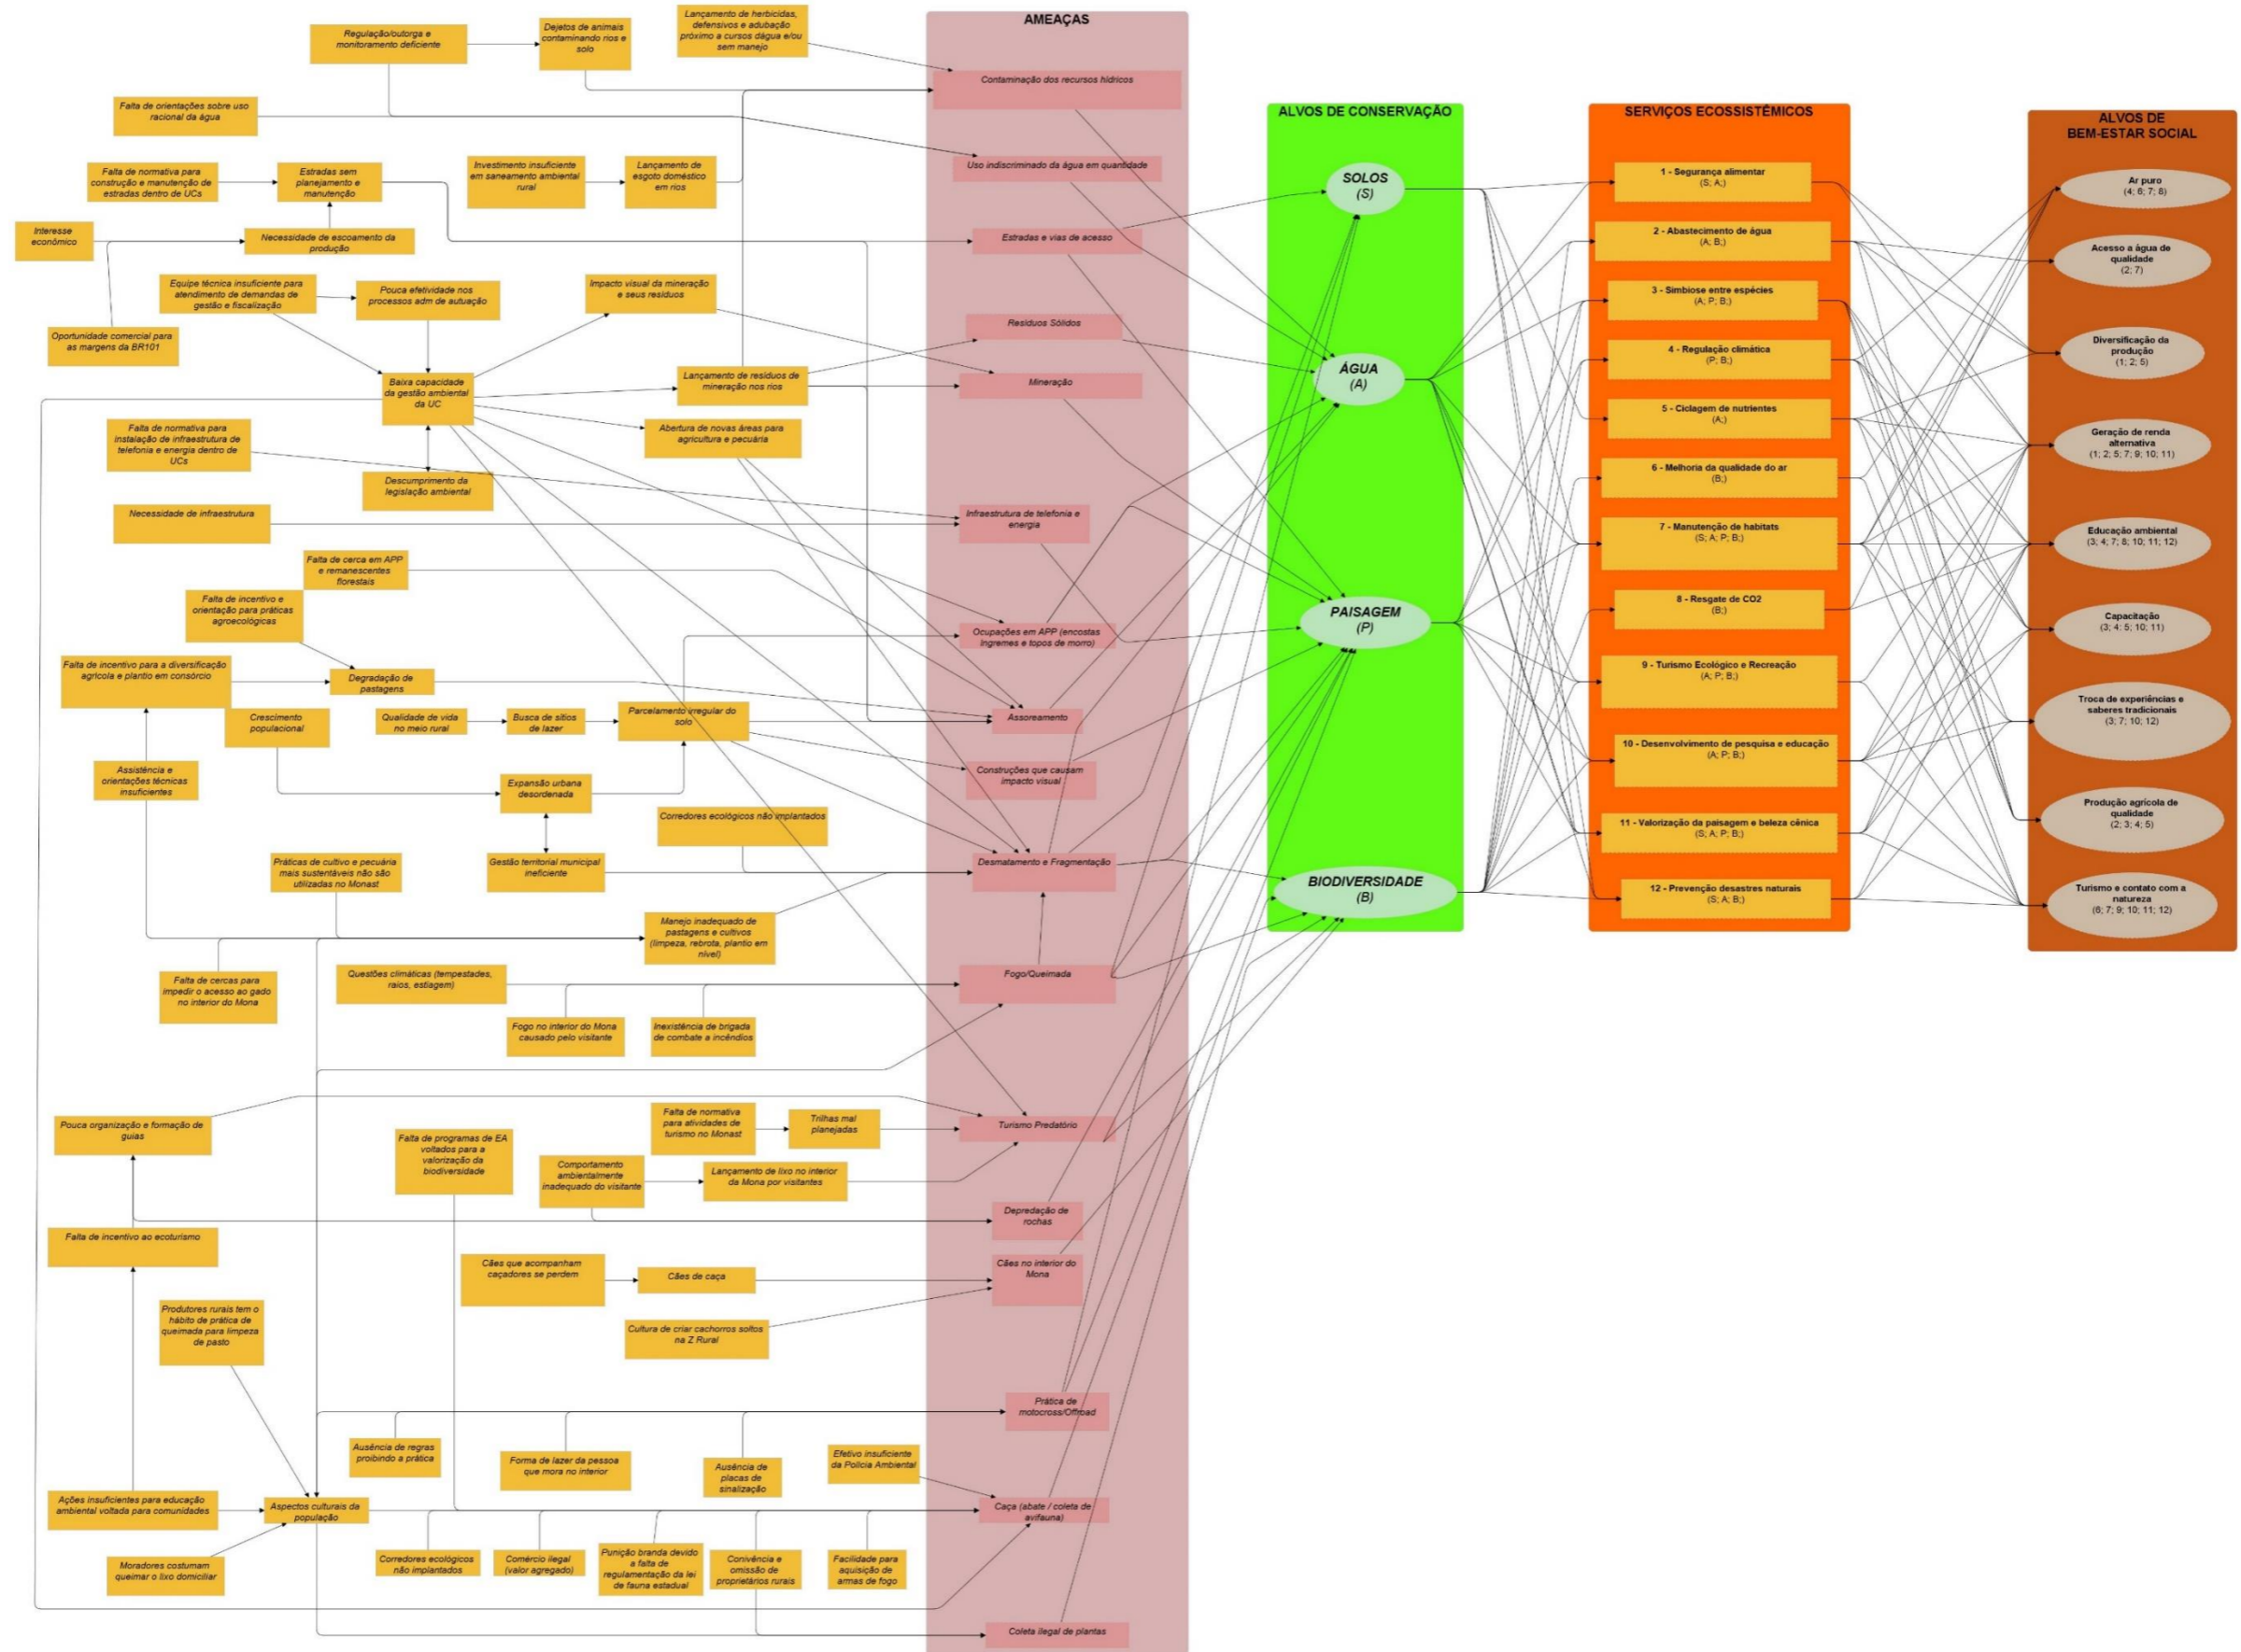 Regulação/outorga e
monitoramento deficiente
Dejetos de animais
contaminando rios e
solo
Lançamento de herbicidas,
defensivos e adubação
próximo a cursos dágua e/ou
sem manejo
Falta de orientações sobre uso
racional da água
Falta de normativa para
construção e manutenção de
estradas dentro de UCs
Estradas sem
planejamento e
manutenção
Investimento insuficiente
em saneamento ambiental
rural
Lançamento de
esgoto doméstico
em rios
Interesse
econômico
Necessidade de escoamento da
produção
Equipe técnica insuficiente para
atendimento de demandas de
gestão e fiscalização
Pouca efetividade nos
processos adm de autuação
Impacto visual da mineração
e seus resíduos
Oportunidade comercial para
as margens da BR101
Baixa capacidade
da gestão ambiental
da UC
Lançamento de resíduos de
mineração nos rios
Falta de normativa para
instalação de infraestrutura de
telefonia e energia dentro de
UCs
Abertura de novas áreas para
agricultura e pecuária
Descumprimento da
legislação ambiental
Necessidade de infraestrutura
Falta de cerca em APP
e remanescentes
florestais
Falta de incentivo e
orientação para práticas
agroecológicas
Falta de incentivo para a diversificação
agrícola e plantio em consórcio
Degradação de
pastagens
Crescimento
populacional
Qualidade de vida
no meio rural
Busca de sítios
de lazer
Parcelamento irregular do
solo
Assistência e
orientações técnicas
insuficientes
Expansão urbana
desordenada
Corredores ecológicos não implantados
Práticas de cultivo e pecuária
mais sustentáveis não são
utilizadas no Monast
Gestão territorial municipal
ineficiente
Manejo inadequado de
pastagens e cultivos
(limpeza, rebrota, plantio em
nível)
Falta de cercas para
impedir o acesso ao gado
no interior do Mona
Questões climáticas (tempestades,
raios, estiagem)
Fogo no interior do Mona
causado pelo visitante
Inexistência de brigada
de combate a incêndios
Pouca organização e formação de
guias
Falta de programas de EA
voltados para a
valorização da
biodiversidade
Falta de normativa
para atividades de
turismo no Monast
Trilhas mal
planejadas
Comportamento
ambientalmente
inadequado do visitante
Lançamento de lixo no interior
da Mona por visitantes
Falta de incentivo ao ecoturismo
Cães que acompanham
caçadores se perdem
Cães de caça
Produtores rurais tem o
hábito de prática de
queimada para limpeza
de pasto
Cultura de criar cachorros soltos
na Z Rural
Ausência de regras
proibindo a prática
Forma de lazer da pessoa
que mora no interior
Ausência de
placas de
sinalização
Efetivo insuficiente
da Polícia Ambiental
Ações insuficientes para educação
ambiental voltada para comunidades
Aspectos culturais da
população
Moradores costumam
queimar o lixo domiciliar
Corredores ecológicos
não implantados
Comércio ilegal
(valor agregado)
Punição branda devido
a falta de
regulamentação da lei
de fauna estadual
Conivência e
omissão de
proprietários rurais
Facilidade para
aquisição de
armas de fogo
AMEAÇAS
Contaminação dos recursos hídricos
Uso indiscriminado da água em quantidade
Estradas e vias de acesso
Resíduos Sólidos
Mineração
Infraestrutura de telefonia e
energia
Ocupações em APP (encostas
íngremes e topos de morro)
Assoreamento
Construções que causam
impacto visual
Desmatamento e Fragmentação
Fogo/Queimada
Turismo Predatório
Depredação de
rochas
Cães no interior do
Mona
Prática de
motocross/Offroad
Caça (abate / coleta de
avifauna)
Coleta ilegal de plantas
ALVOS DE CONSERVAÇÃO
SOLOS
(S)
ÁGUA
(A)
PAISAGEM
(P)
BIODIVERSIDADE
(B)
SERVIÇOS ECOSSISTÊMICOS
1 - Segurança alimentar
(S; A;)
2 - Abastecimento de água
(A; B;)
3 - Simbiose entre espécies
(A; P; B;)
4 - Regulação climática
(P; B;)
5 - Ciclagem de nutrientes
(A;)
6 - Melhoria da qualidade do ar
(B;)
7 - Manutenção de habitats
(S; A; P; B;)
8 - Resgate de CO2
(B;)
9 - Turismo Ecológico e Recreação
(A; P; B;)
10 - Desenvolvimento de pesquisa e educação
(A; P; B;)
11 - Valorização da paisagem e beleza cênica
(S; A; P; B;)
12 - Prevenção desastres naturais
(S; A; B;)
ALVOS DE
BEM-ESTAR SOCIAL
Ar puro
(4; 6; 7; 8)
Acesso a água de
qualidade
(2; 7)
Diversificação da
produção
(1; 2; 5)
Geração de renda
alternativa
(1; 2; 5; 7; 9; 10; 11)
Educação ambiental
(3; 4; 7; 8; 10; 11; 12)
Capacitação
(3; 4; 5; 10; 11)
Troca de experiências e
saberes tradicionais
(3; 7; 10; 12)
Produção agrícola de
qualidade
(2; 3; 4; 5)
Turismo e contato com a
natureza
(6; 7; 9; 10; 11; 12)